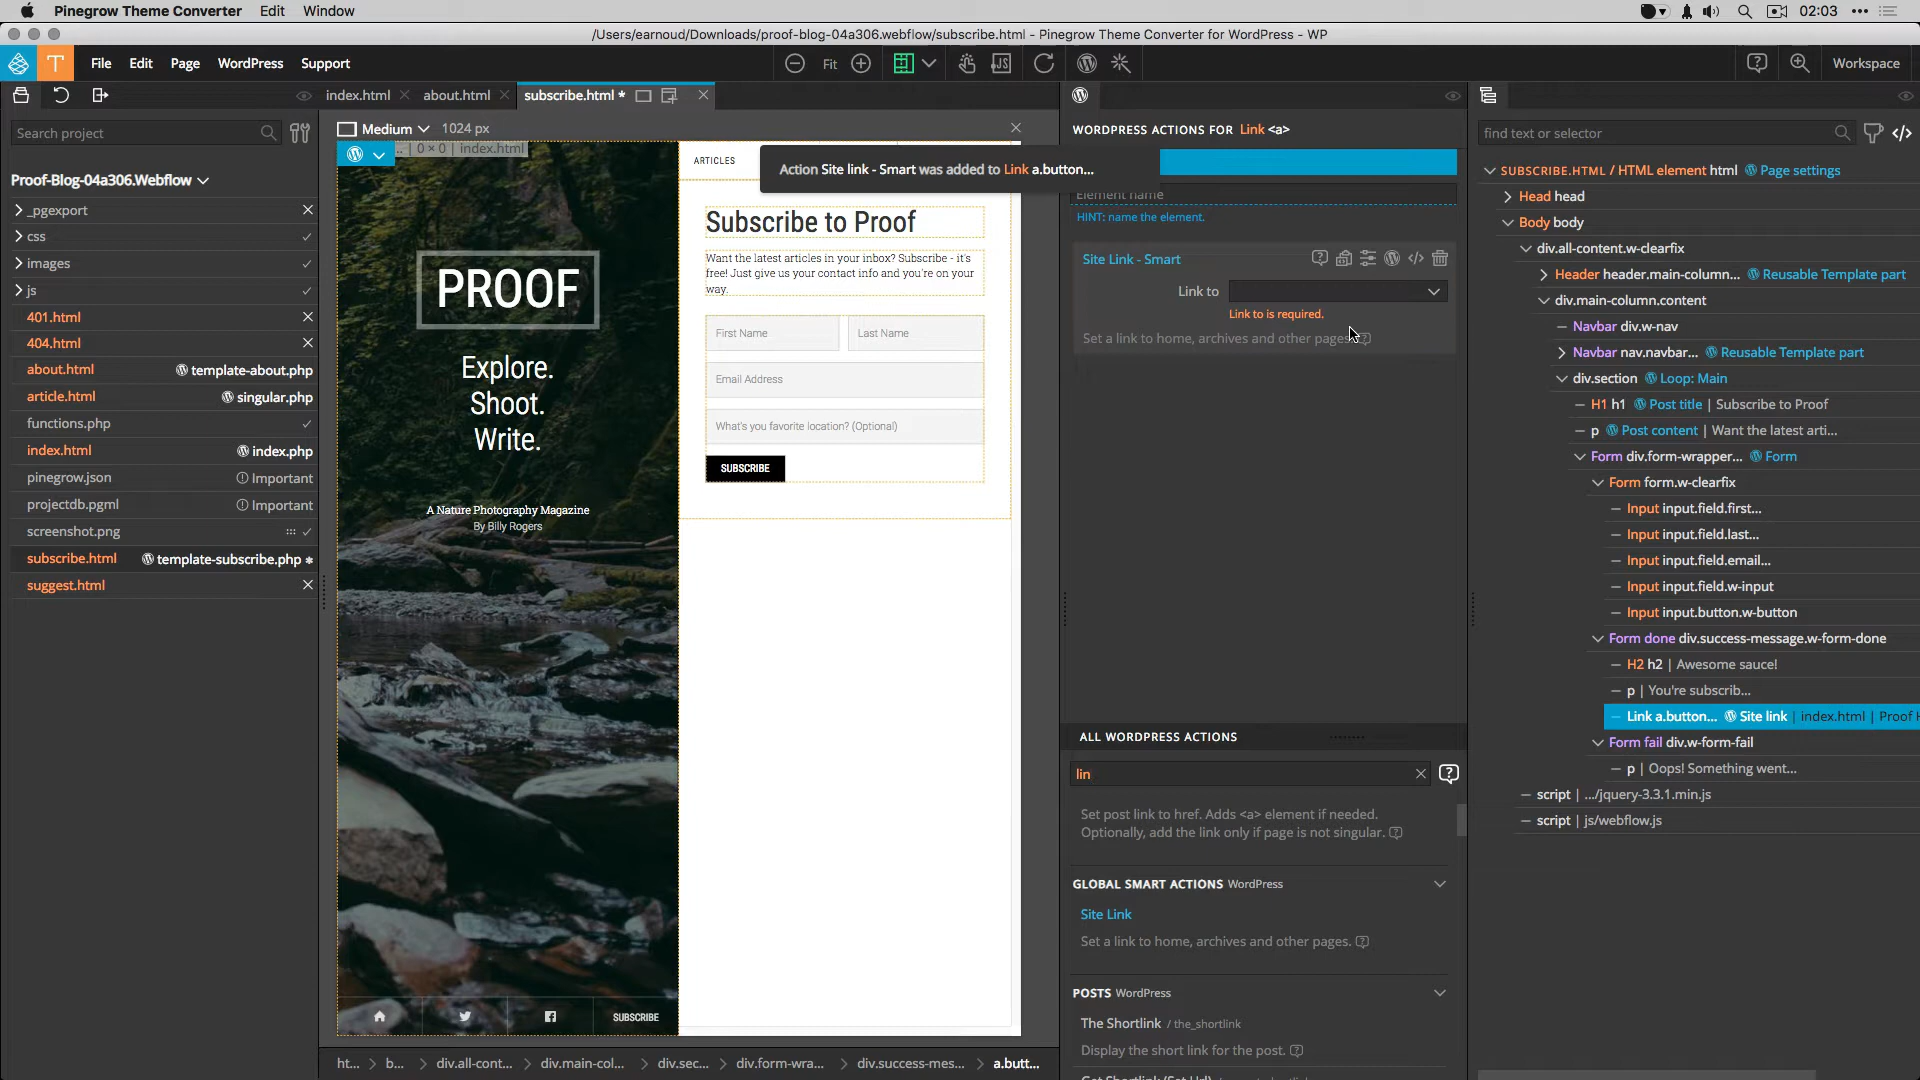 Pinegrow Theme Converter Edit Window 02:03
/Users/earnoud/Downloads/proof-blog-04a306.webflow/subscribe.html - Pinegrow Theme Converter for WordPress - WP
T File Edit Page WordPress Support Fit JS Workspace
index.html about.html subscribe.html *
Search project
Medium 1024 px
WORDPRESS ACTIONS FOR Link <a>
find text or selector
... | 0 × 0 | index.html
ARTICLES
Action Site link - Smart was added to Link a.button...
Element name
HINT: name the element.
Proof-Blog-04a306.Webflow
_pgexport
css
images
js
401.html
404.html
about.html template-about.php
article.html singular.php
functions.php
index.html index.php
pinegrow.json Important
projectdb.pgml Important
screenshot.png
subscribe.html template-subscribe.php *
suggest.html
PROOF
Explore.
Shoot.
Write.
A Nature Photography Magazine
By Billy Rogers
SUBSCRIBE
Subscribe to Proof
Want the latest articles in your inbox? Subscribe - it's
free! Just give us your contact info and you're on your
way.
First Name Last Name
Email Address
What's you favorite location? (Optional)
SUBSCRIBE
Site Link - Smart
Link to
Link to is required.
Set a link to home, archives and other pages
ALL WORDPRESS ACTIONS
lin
Set post link to href. Adds <a> element if needed.
Optionally, add the link only if page is not singular.
GLOBAL SMART ACTIONS WordPress
Site Link
Set a link to home, archives and other pages.
POSTS WordPress
The Shortlink / the_shortlink
Display the short link for the post.
SUBSCRIBE.HTML / HTML element html Page settings
Head head
Body body
div.all-content.w-clearfix
Header header.main-column... Reusable Template part
div.main-column.content
Navbar div.w-nav
Navbar nav.navbar... Reusable Template part
div.section Loop: Main
H1 h1 Post title | Subscribe to Proof
p Post content | Want the latest arti...
Form div.form-wrapper... Form
Form form.w-clearfix
Input input.field.first...
Input input.field.last...
Input input.field.email...
Input input.field.w-input
Input input.button.w-button
Form done div.success-message.w-form-done
H2 h2 | Awesome sauce!
p | You're subscrib...
Link a.button... Site link | index.html | Proof H
Form fail div.w-form-fail
p | Oops! Something went...
script | .../jquery-3.3.1.min.js
script | js/webflow.js
ht... b... div.all-cont... div.main-col... div.sec... div.form-wra... div.success-mes... a.butt...